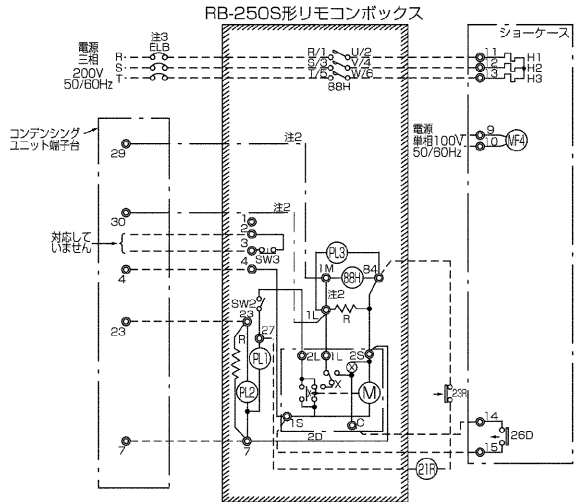 RB-250S形リモコンボックス
ショーケース
電源
三相
200V
50/60Hz
注3
ELB
R
S
T
R/1
U/2
S/3
V/4
T/5
W/6
88H
11
12
13
H1
H2
H3
コンデンシング
ユニット端子台
電源
単相100V
50/60Hz
9
10
MF4
29
注2
30
注2
対応して
いません
1
2
3
SW3
4
4
PL3
1M
88H
84
注2
1L
R
SW2
23
23
27
R
PL1
PL2
2L
1L
2S
X
X
M
1S
C
2D
7
7
23R
14
26D
15
21R